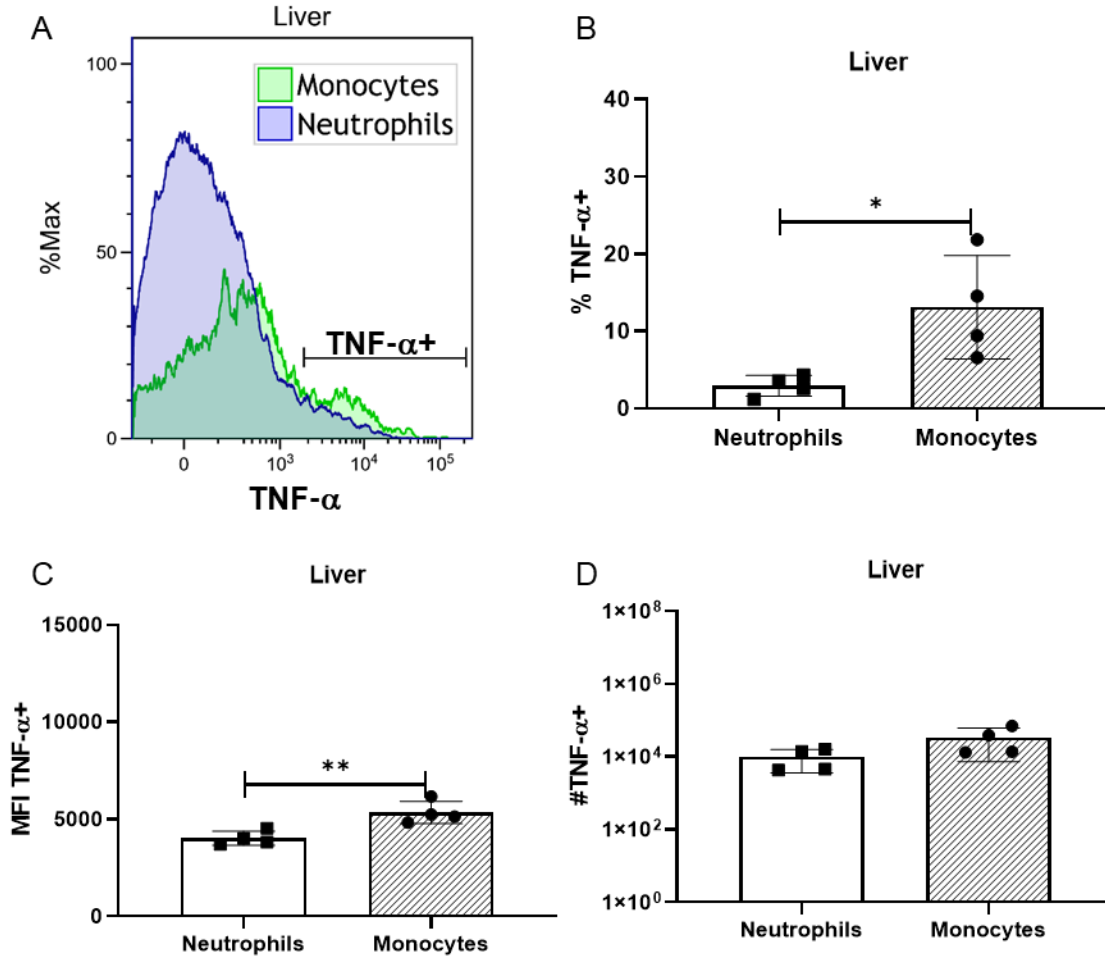 A
Liver
100
50
0
%Max
Monocytes
Neutrophils
TNF-α+
0
10³
10⁴
10⁵
TNF-α
B
Liver
40
30
20
10
0
% TNF-α+
*
Neutrophils
Monocytes
C
Liver
15000
10000
5000
0
MFI TNF-α+
**
Neutrophils
Monocytes
D
Liver
1×10⁸
1×10⁶
1×10⁴
1×10²
1×10⁰
#TNF-α+
Neutrophils
Monocytes